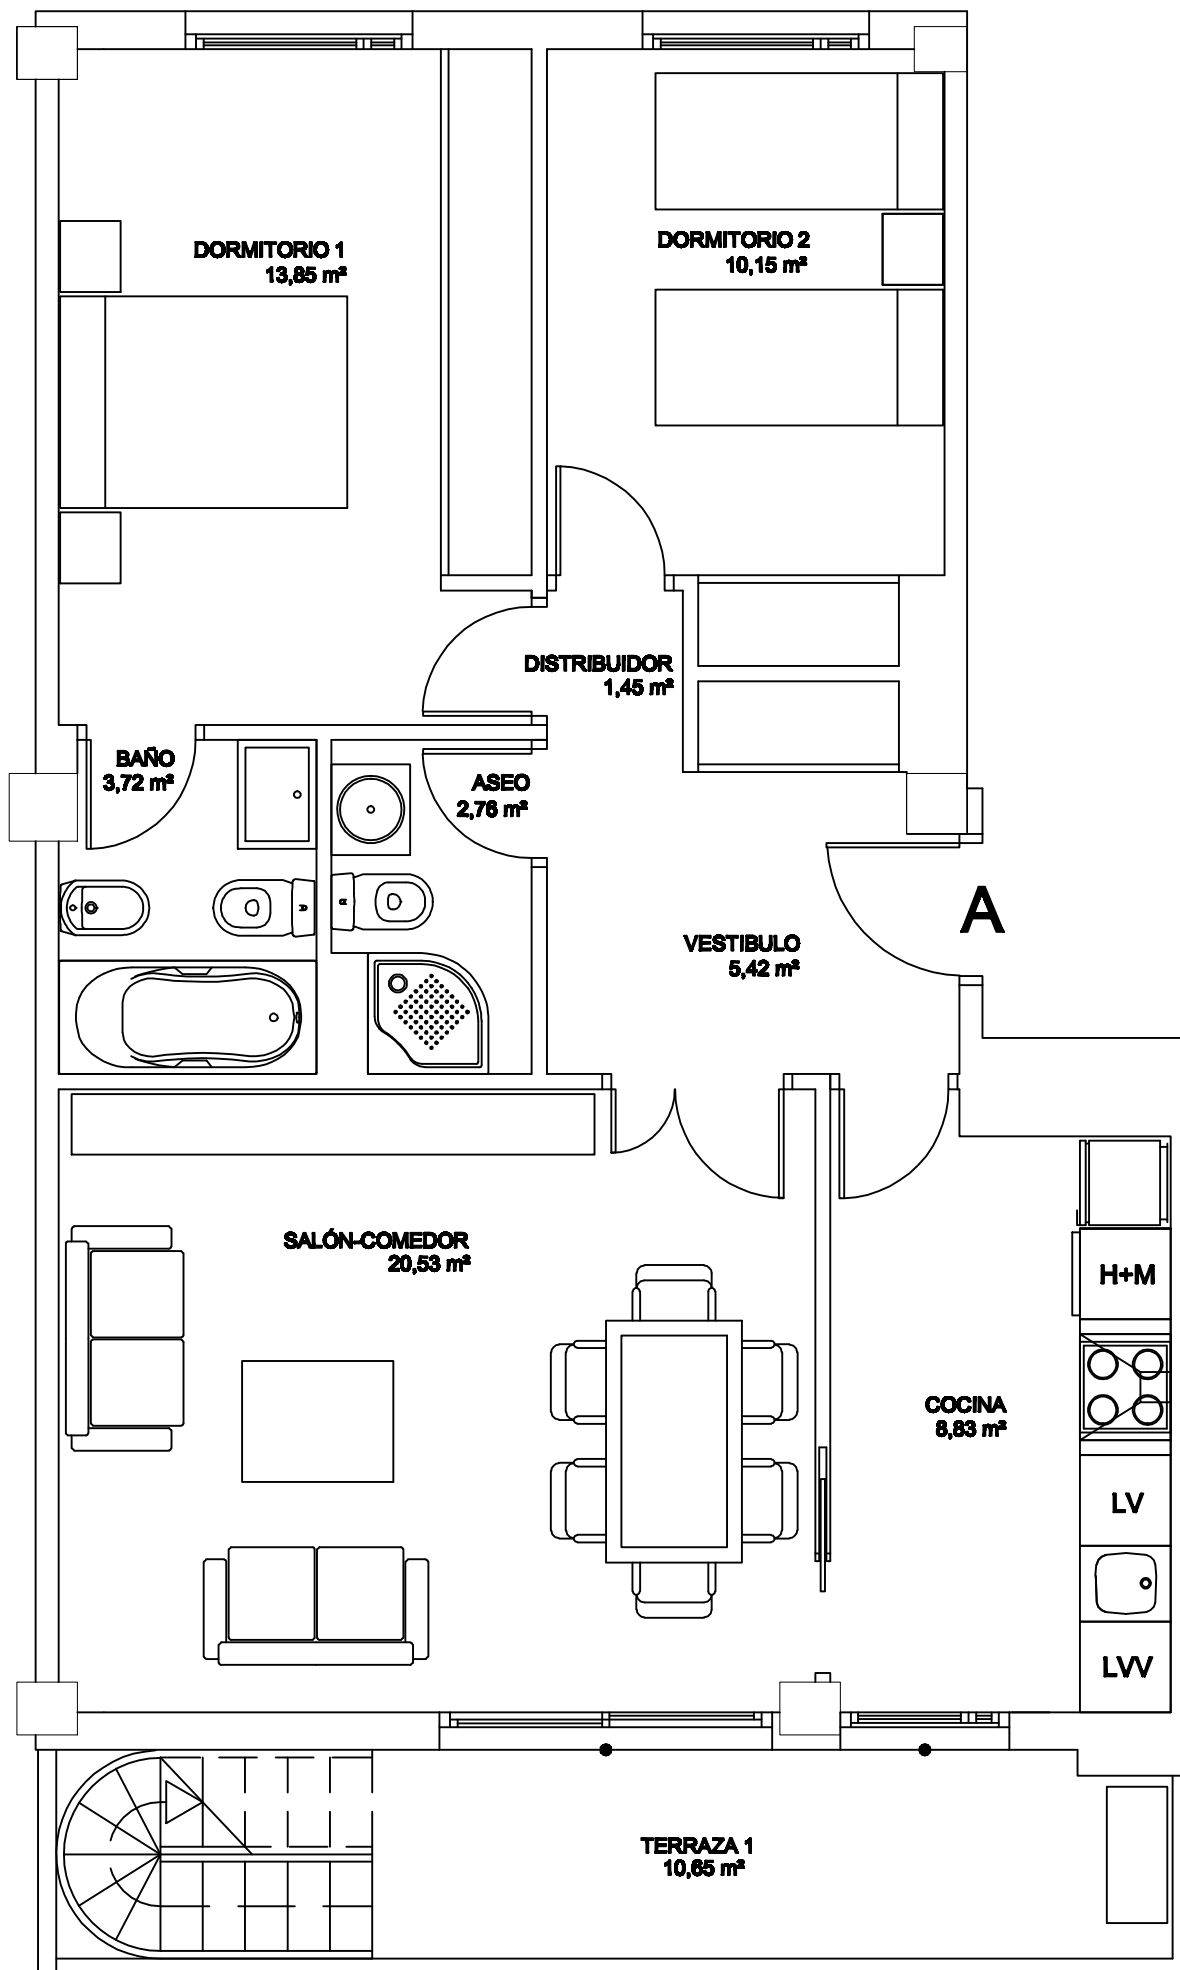 DORMITORIO 1
13,85 m²
DORMITORIO 2
10,15 m²
DISTRIBUIDOR
1,45 m²
BAÑO
3,72 m²
ASEO
2,76 m²
A
VESTIBULO
5,42 m²
SALÓN-COMEDOR
20,53 m²
H+M
COCINA
8,83 m²
LV
LVV
TERRAZA 1
10,65 m²